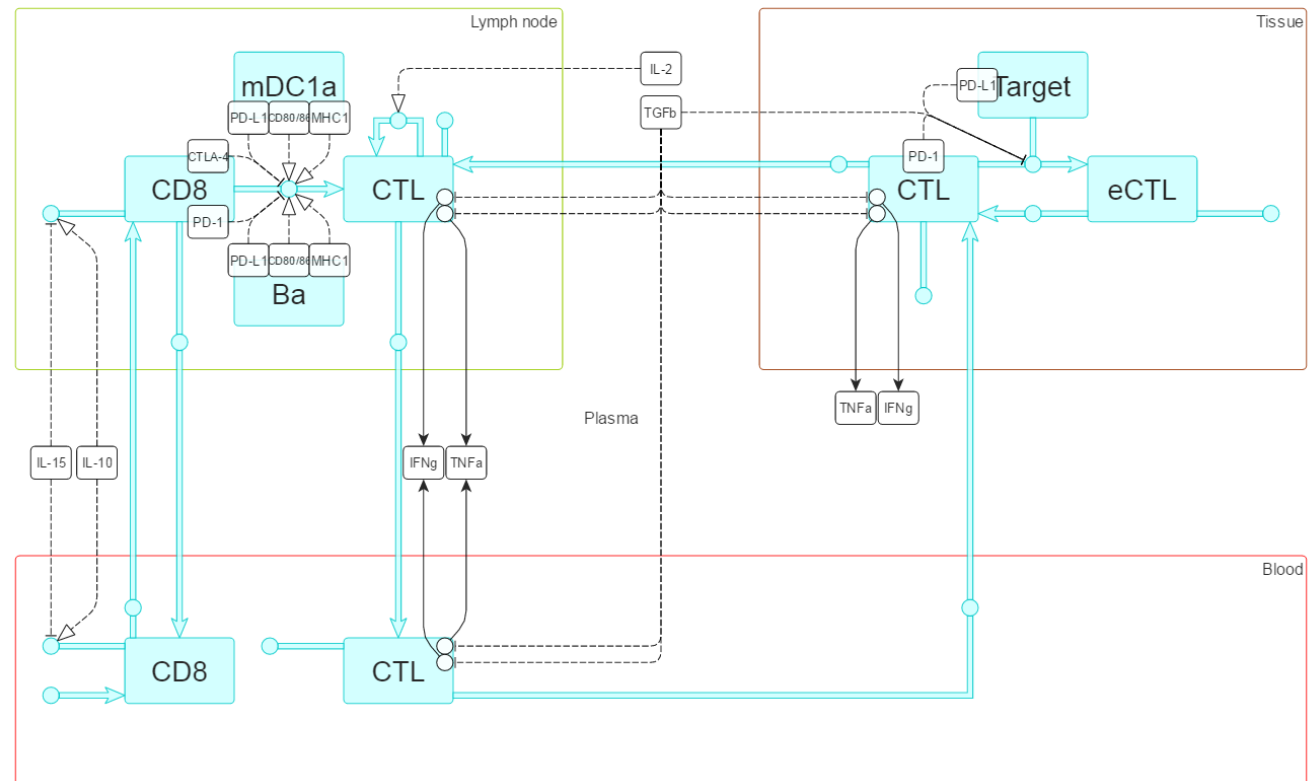 Lymph node
Tissue
mDC1a
PD-L1
CD80/86
MHC1
CTLA-4
CD8
PD-1
PD-L1
CD80/86
MHC1
Ba
CTL
IL-2
TGFb
PD-L1
Target
PD-1
CTL
eCTL
TNFa
IFNg
Plasma
IL-15
IL-10
IFNg
TNFa
Blood
CD8
CTL